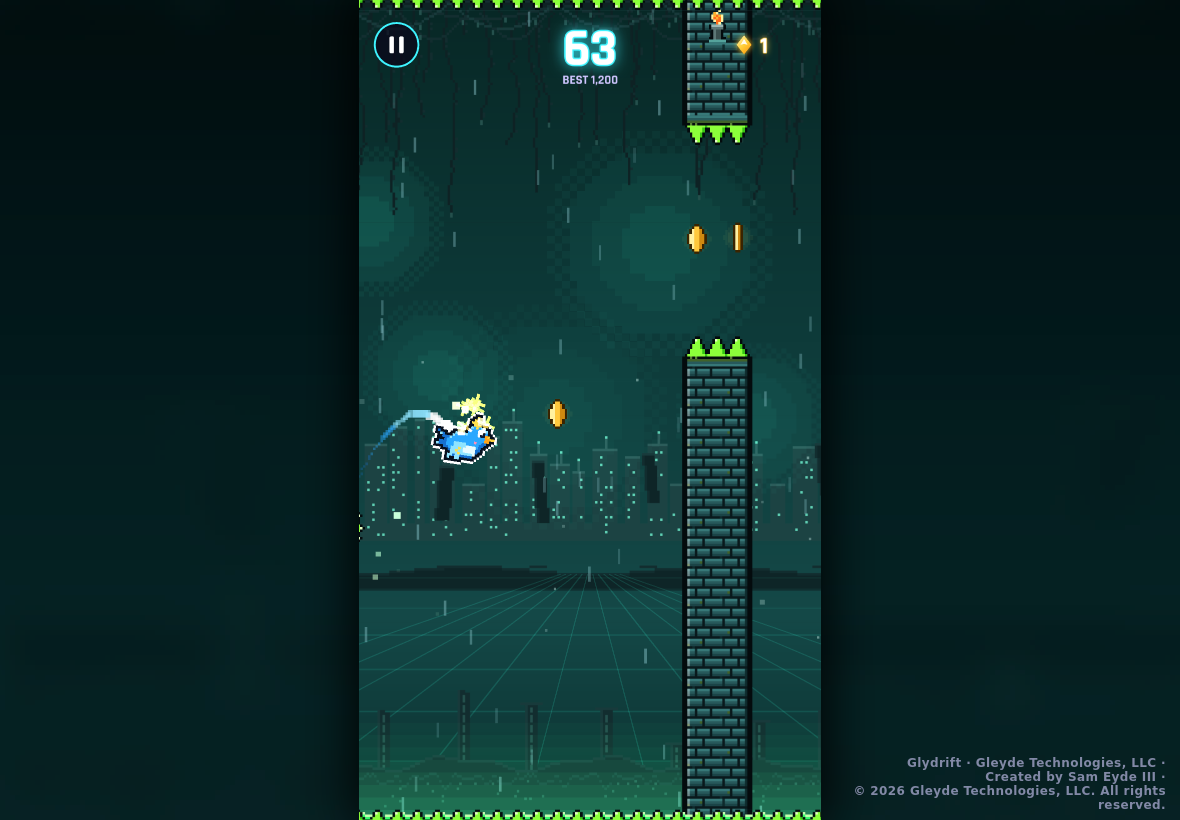 63
BEST 1,200
1
Glydrift · Gleyde Technologies, LLC ·
Created by Sam Eyde III ·
© 2026 Gleyde Technologies, LLC. All rights
reserved.